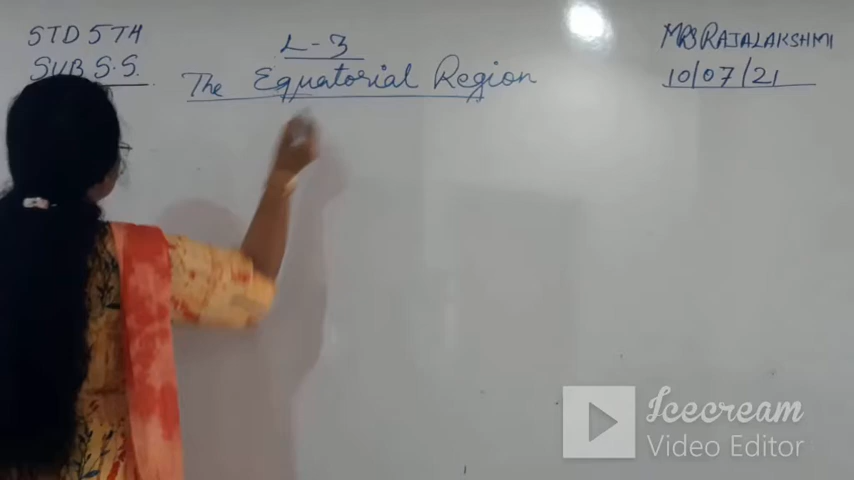 STD 5TH
SUB S.S.
L-3
The Equatorial Region
MRS RAJALAKSHMI
10/07/21
Icecream
Video Editor